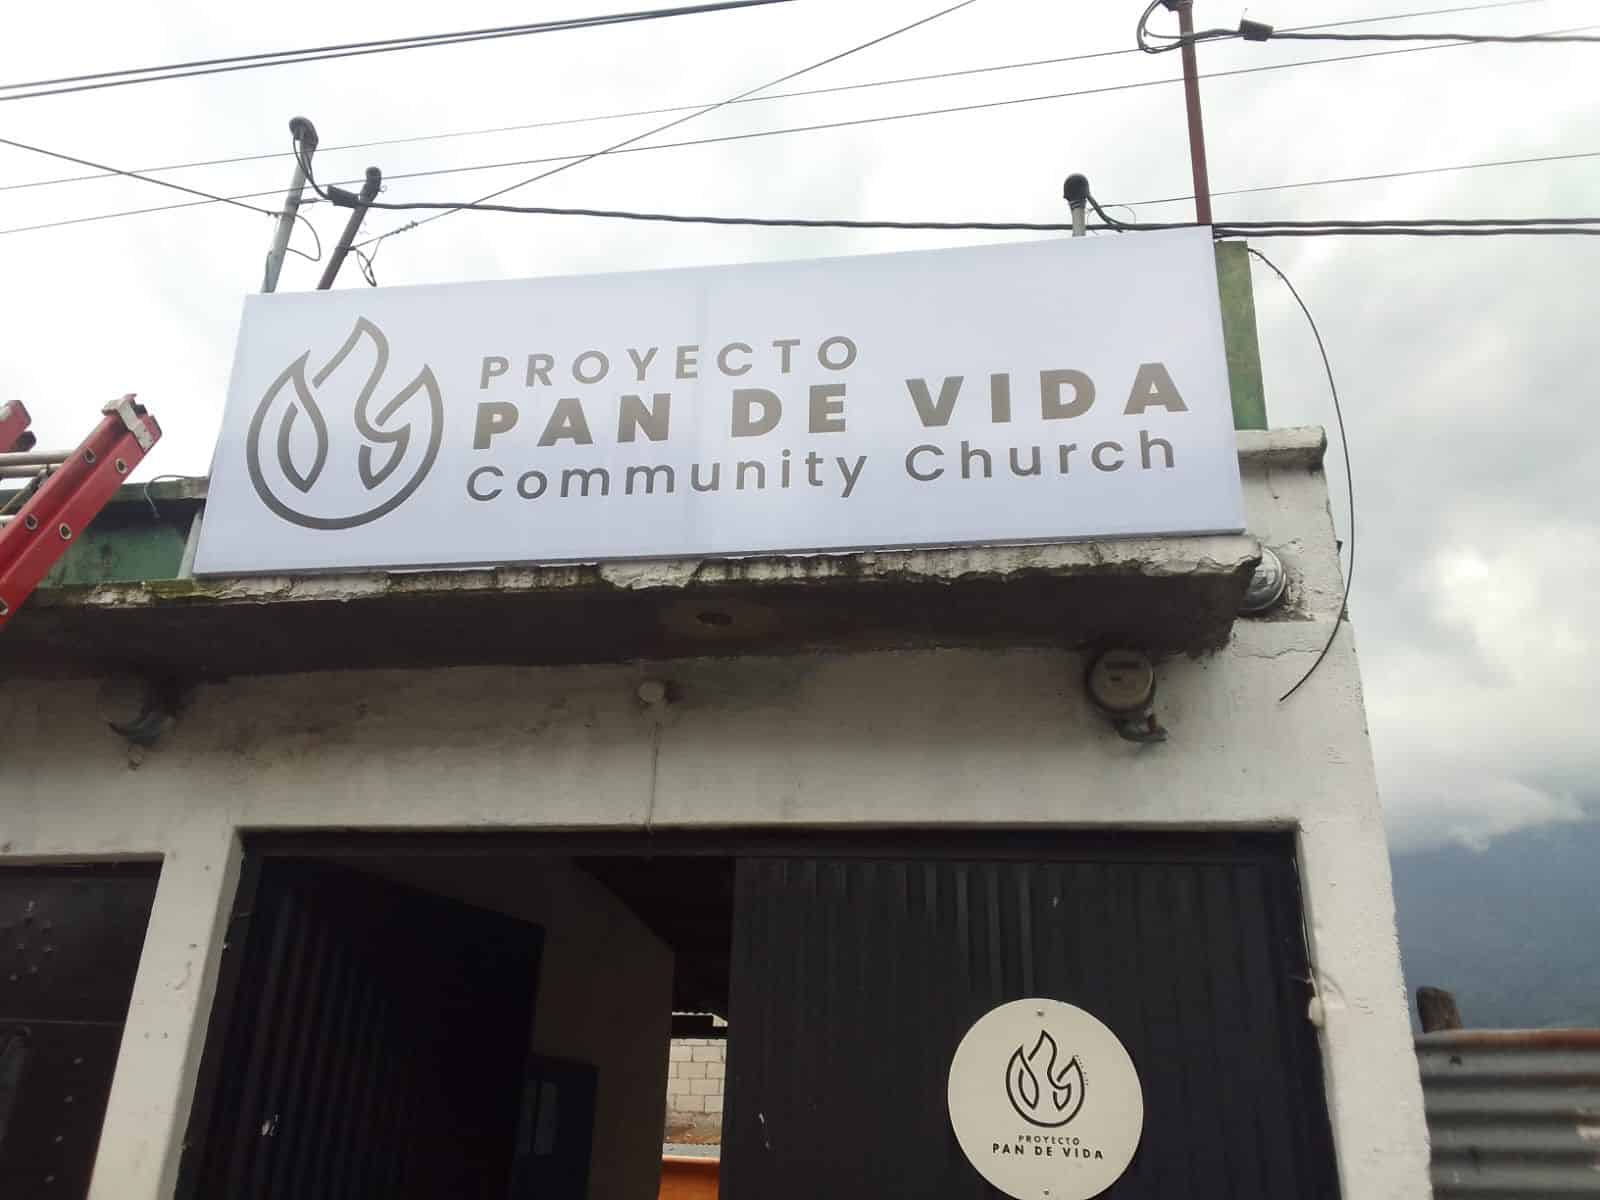 PROYECTO
PAN DE VIDA
Community Church
PROYECTO
PAN DE VIDA